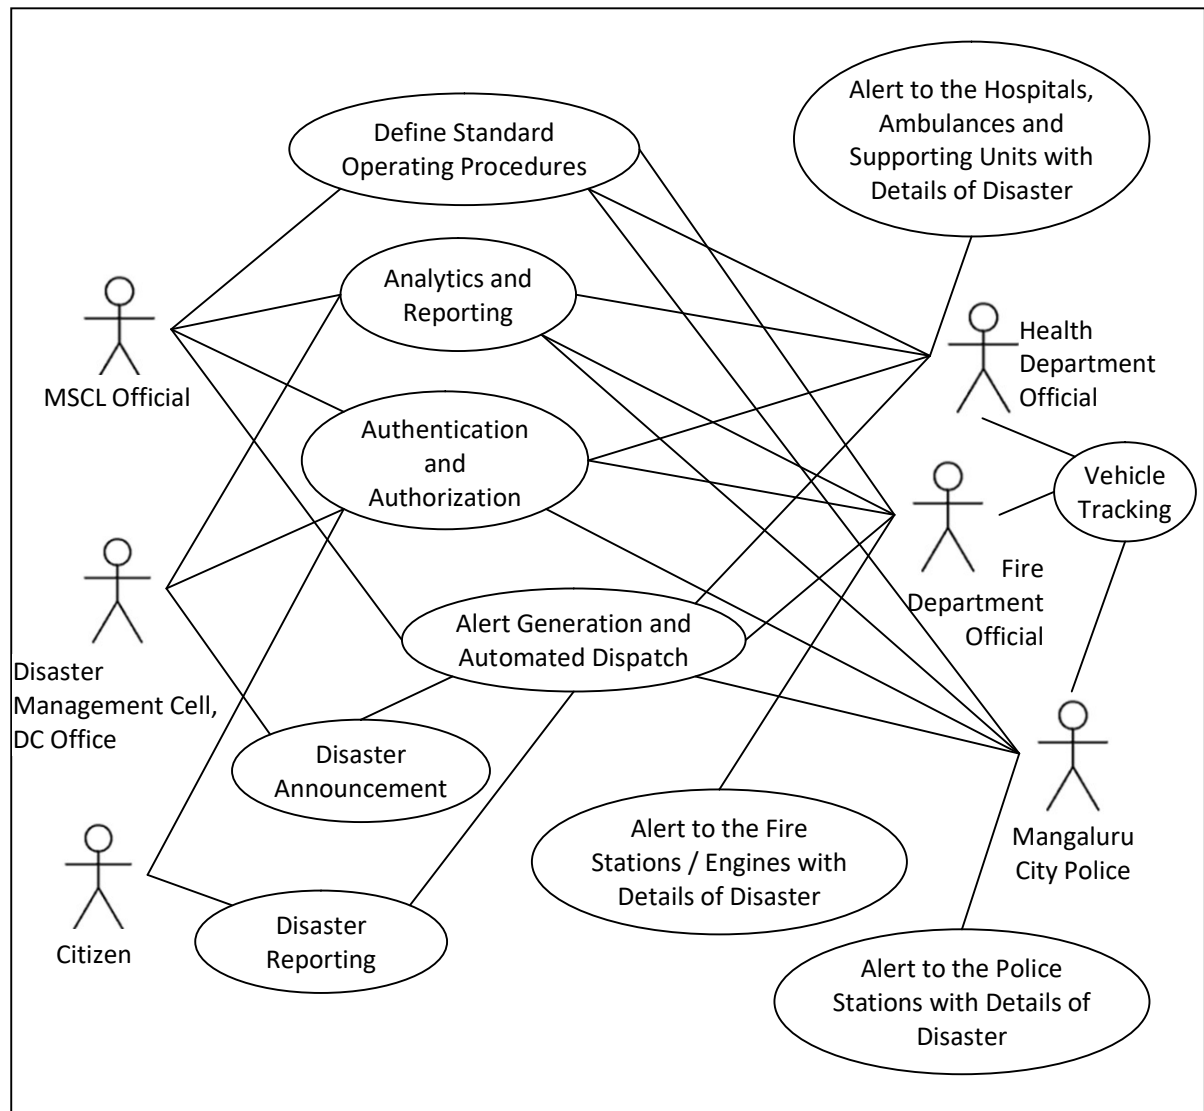 Alert to the Hospitals,
Ambulances and
Supporting Units with
Details of Disaster
Define Standard
Operating Procedures
Analytics and
Reporting
MSCL Official
Health
Department
Official
Authentication
and
Authorization
Vehicle
Tracking
Fire
Department
Official
Alert Generation and
Automated Dispatch
Disaster
Management Cell,
DC Office
Disaster
Announcement
Alert to the Fire
Stations / Engines with
Details of Disaster
Mangaluru
City Police
Citizen
Disaster
Reporting
Alert to the Police
Stations with Details of
Disaster